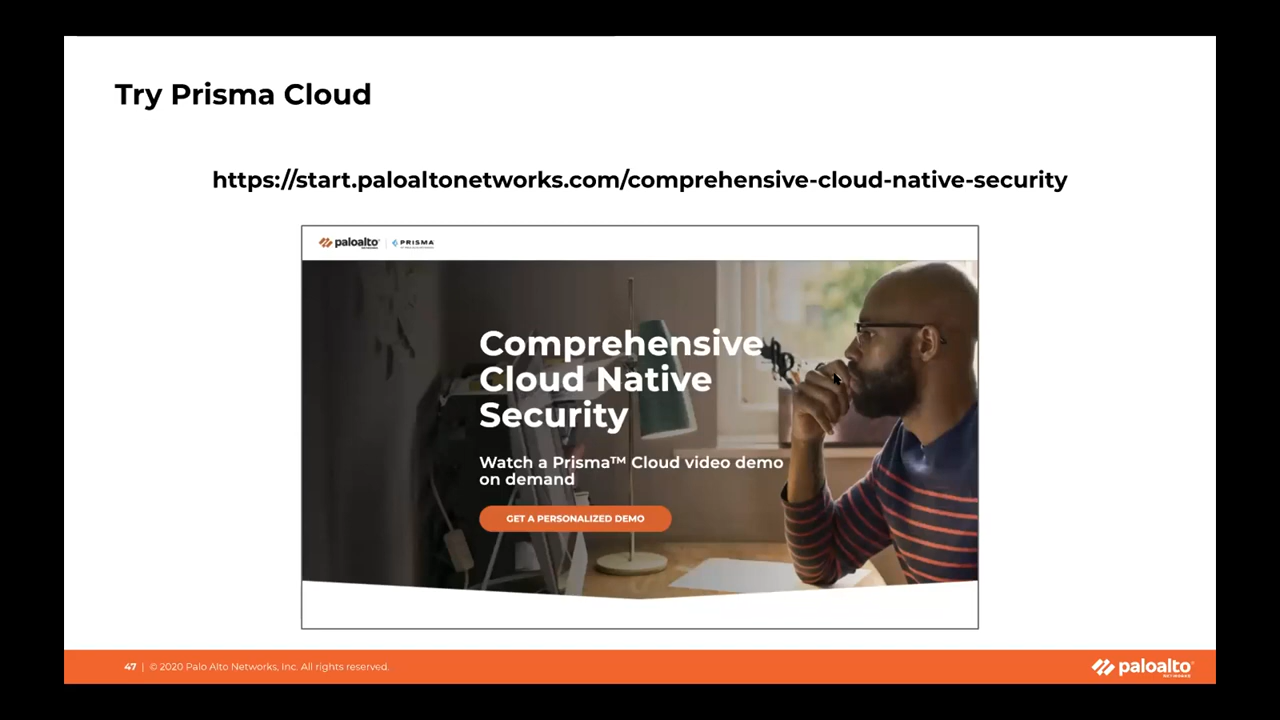 Try Prisma Cloud
https://start.paloaltonetworks.com/comprehensive-cloud-native-security
paloalto
PRISMA
Comprehensive
Cloud Native
Security
Watch a Prisma™ Cloud video demo
on demand
GET A PERSONALIZED DEMO
47 | © 2020 Palo Alto Networks, Inc. All rights reserved.
paloalto
NETWORKS